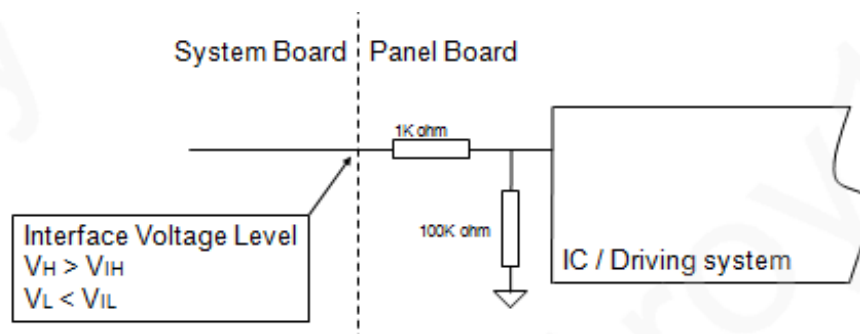 System Board
Panel Board
1K ohm
100K ohm
IC / Driving system
Interface Voltage Level
VH > VIH
VL < VIL